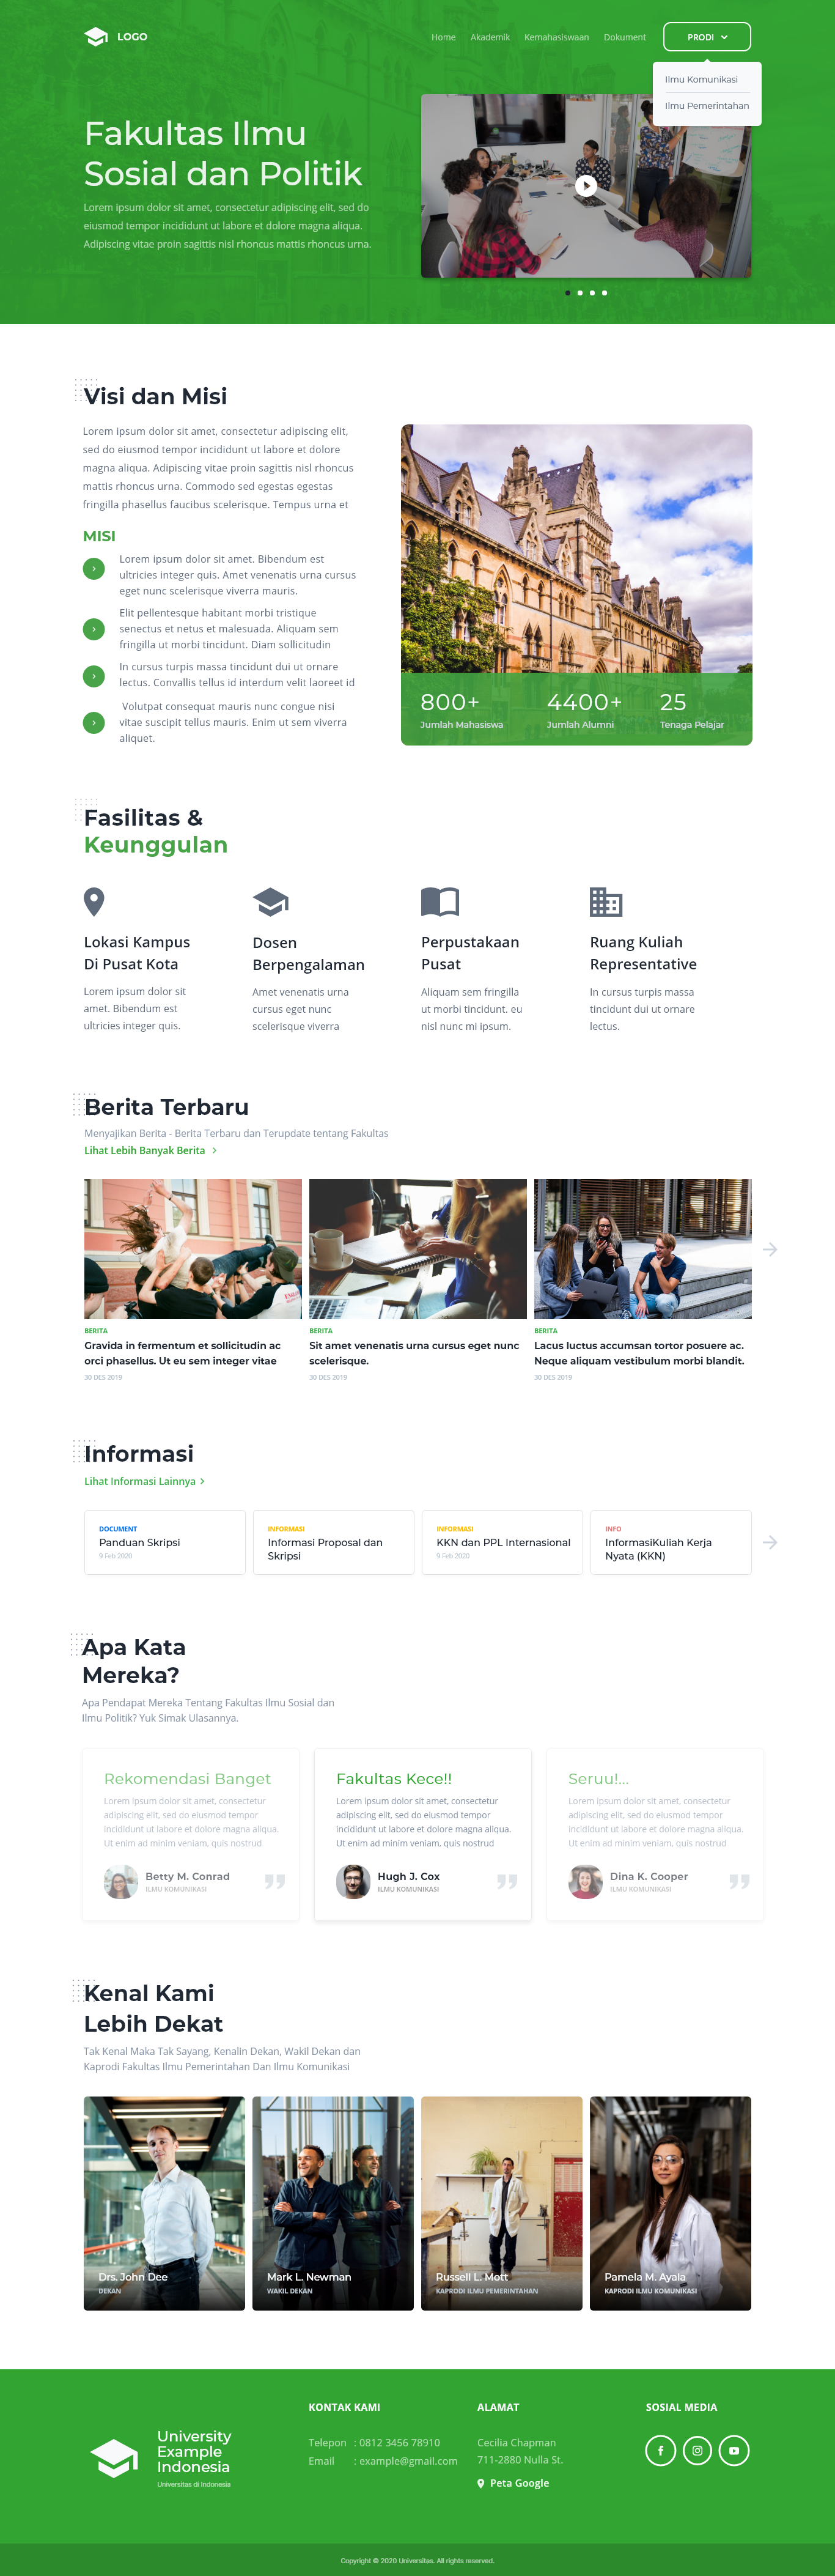 LOGO
Home
Akademik
Kemahasiswaan
Dokument
PRODI
Ilmu Komunikasi
Ilmu Pemerintahan
Fakultas Ilmu
Sosial dan Politik
Lorem ipsum dolor sit amet, consectetur adipiscing elit, sed do
eiusmod tempor incididunt ut labore et dolore magna aliqua.
Adipiscing vitae proin sagittis nisl rhoncus mattis rhoncus urna.
Visi dan Misi
Lorem ipsum dolor sit amet, consectetur adipiscing elit,
sed do eiusmod tempor incididunt ut labore et dolore
magna aliqua. Adipiscing vitae proin sagittis nisl rhoncus
mattis rhoncus urna. Commodo sed egestas egestas
fringilla phasellus faucibus scelerisque. Tempus urna et
MISI
Lorem ipsum dolor sit amet. Bibendum est
ultricies integer quis. Amet venenatis urna cursus
eget nunc scelerisque viverra mauris.
Elit pellentesque habitant morbi tristique
senectus et netus et malesuada. Aliquam sem
fringilla ut morbi tincidunt. Diam sollicitudin
In cursus turpis massa tincidunt dui ut ornare
lectus. Convallis tellus id interdum velit laoreet id
Volutpat consequat mauris nunc congue nisi
vitae suscipit tellus mauris. Enim ut sem viverra
aliquet.
800+
Jumlah Mahasiswa
4400+
Jumlah Alumni
25
Tenaga Pelajar
Fasilitas &
Keunggulan
Lokasi Kampus
Di Pusat Kota
Lorem ipsum dolor sit
amet. Bibendum est
ultricies integer quis.
Dosen
Berpengalaman
Amet venenatis urna
cursus eget nunc
scelerisque viverra
Perpustakaan
Pusat
Aliquam sem fringilla
ut morbi tincidunt. eu
nisl nunc mi ipsum.
Ruang Kuliah
Representative
In cursus turpis massa
tincidunt dui ut ornare
lectus.
Berita Terbaru
Menyajikan Berita - Berita Terbaru dan Terupdate tentang Fakultas
Lihat Lebih Banyak Berita
BERITA
Gravida in fermentum et sollicitudin ac
orci phasellus. Ut eu sem integer vitae
30 DES 2019
BERITA
Sit amet venenatis urna cursus eget nunc
scelerisque.
30 DES 2019
BERITA
Lacus luctus accumsan tortor posuere ac.
Neque aliquam vestibulum morbi blandit.
30 DES 2019
Informasi
Lihat Informasi Lainnya
DOCUMENT
Panduan Skripsi
9 Feb 2020
INFORMASI
Informasi Proposal dan
Skripsi
INFORMASI
KKN dan PPL Internasional
9 Feb 2020
INFO
InformasiKuliah Kerja
Nyata (KKN)
Apa Kata
Mereka?
Apa Pendapat Mereka Tentang Fakultas Ilmu Sosial dan
Ilmu Politik? Yuk Simak Ulasannya.
Rekomendasi Banget
Lorem ipsum dolor sit amet, consectetur
adipiscing elit, sed do eiusmod tempor
incididunt ut labore et dolore magna aliqua.
Ut enim ad minim veniam, quis nostrud
Betty M. Conrad
ILMU KOMUNIKASI
Fakultas Kece!!
Lorem ipsum dolor sit amet, consectetur
adipiscing elit, sed do eiusmod tempor
incididunt ut labore et dolore magna aliqua.
Ut enim ad minim veniam, quis nostrud
Hugh J. Cox
ILMU KOMUNIKASI
Seruu!...
Lorem ipsum dolor sit amet, consectetur
adipiscing elit, sed do eiusmod tempor
incididunt ut labore et dolore magna aliqua.
Ut enim ad minim veniam, quis nostrud
Dina K. Cooper
ILMU KOMUNIKASI
Kenal Kami
Lebih Dekat
Tak Kenal Maka Tak Sayang, Kenalin Dekan, Wakil Dekan dan
Kaprodi Fakultas Ilmu Pemerintahan Dan Ilmu Komunikasi
Drs. John Dee
DEKAN
Mark L. Newman
WAKIL DEKAN
Russell L. Mott
KAPRODI ILMU PEMERINTAHAN
Pamela M. Ayala
KAPRODI ILMU KOMUNIKASI
University
Example
Indonesia
Universitas di Indonesia
KONTAK KAMI
Telepon : 0812 3456 78910
Email : example@gmail.com
ALAMAT
Cecilia Chapman
711-2880 Nulla St.
Peta Google
SOSIAL MEDIA
Copyright © 2020 Universitas. All rights reserved.